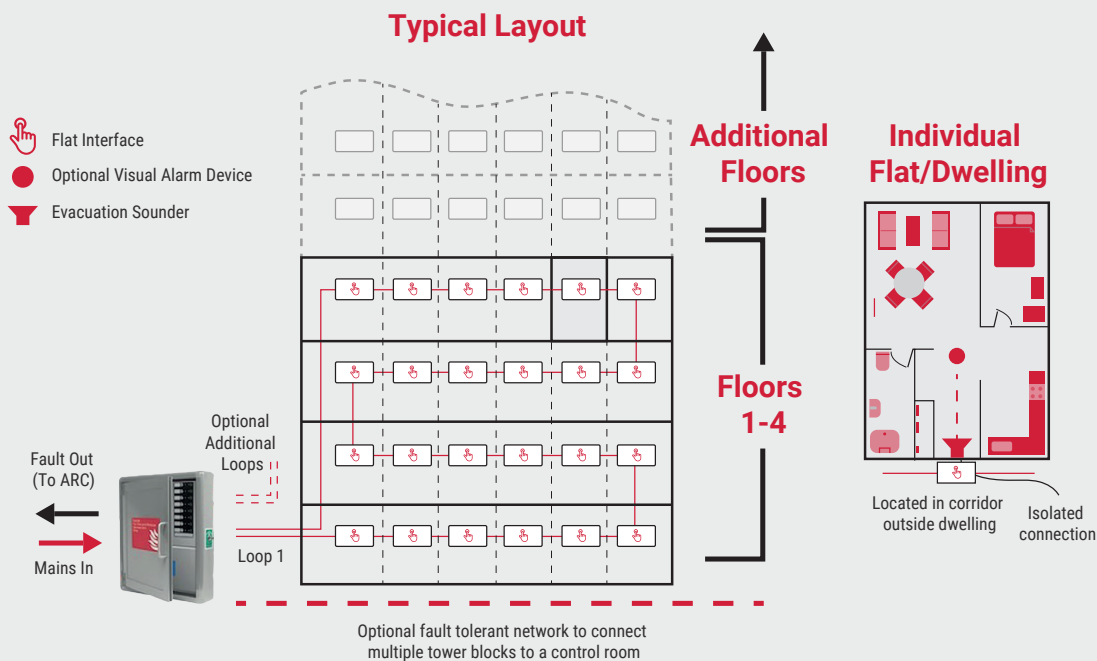 Typical Layout
Flat Interface
Optional Visual Alarm Device
Evacuation Sounder
Additional
Floors
Individual
Flat/Dwelling
Floors
1-4
Optional
Additional
Loops
Fault Out
(To ARC)
Mains In
Loop 1
Located in corridor
outside dwelling
Isolated
connection
Optional fault tolerant network to connect
multiple tower blocks to a control room